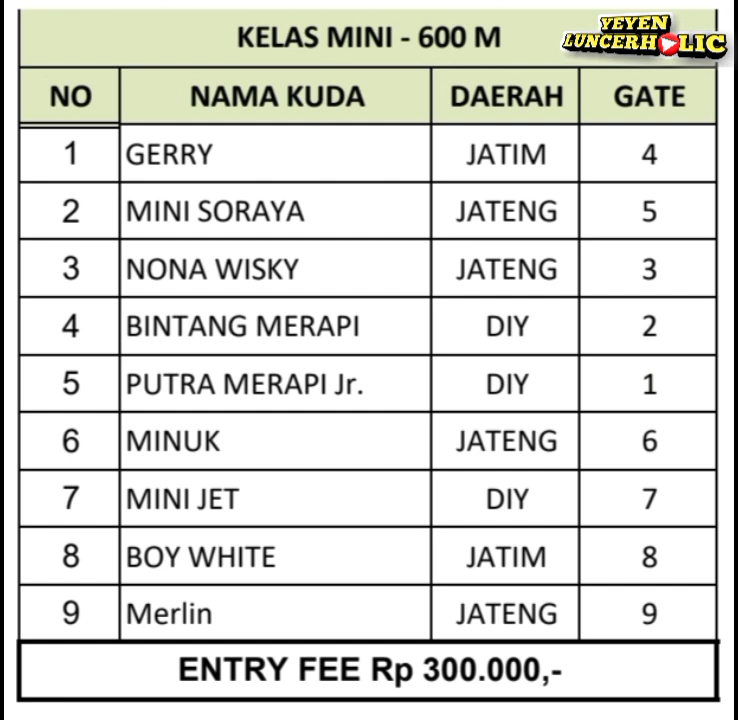 YEYEN
LUNCERHOLIC
KELAS MINI - 600 M
NO NAMA KUDA DAERAH GATE
1 GERRY JATIM 4
2 MINI SORAYA JATENG 5
3 NONA WISKY JATENG 3
4 BINTANG MERAPI DIY 2
5 PUTRA MERAPI Jr. DIY 1
6 MINUK JATENG 6
7 MINI JET DIY 7
8 BOY WHITE JATIM 8
9 Merlin JATENG 9
ENTRY FEE Rp 300.000,-